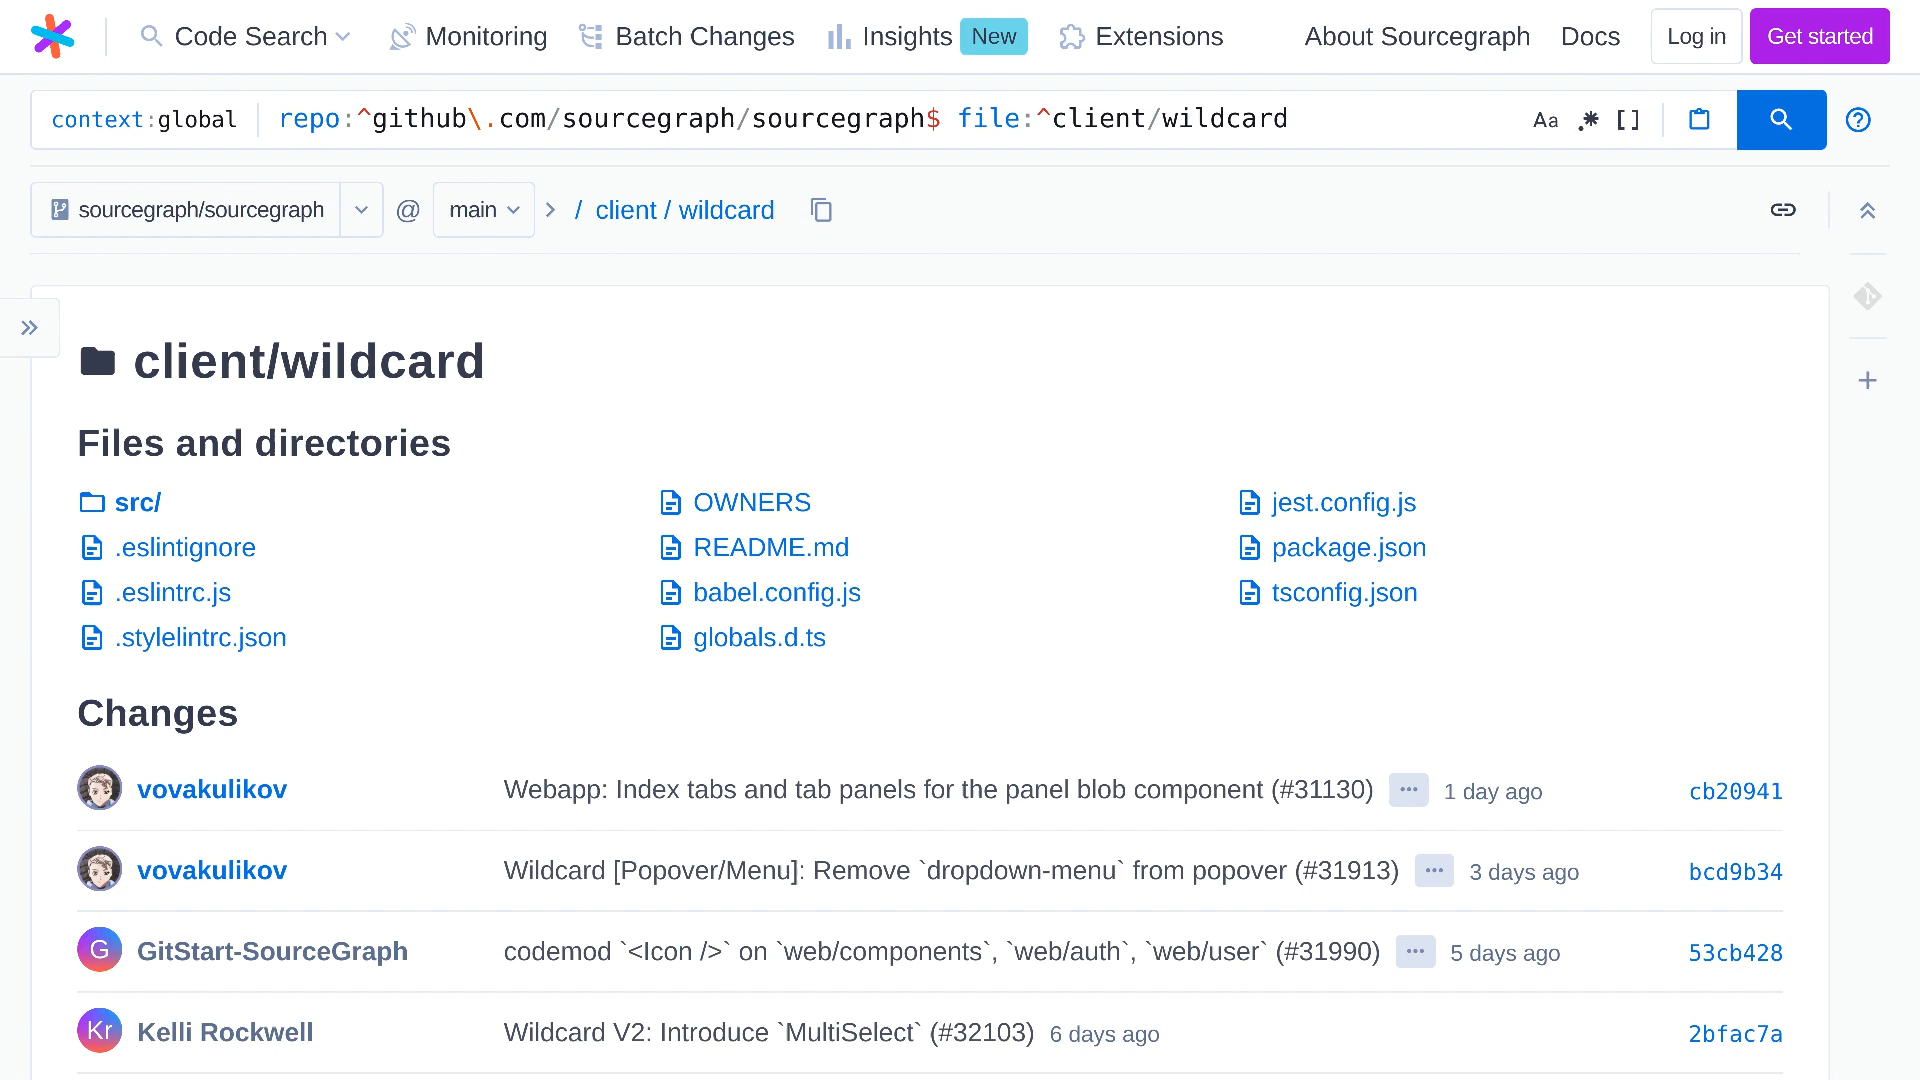 Code Search Monitoring Batch Changes Insights New Extensions About Sourcegraph Docs Log in Get started
context:global repo:^github\.com/sourcegraph/sourcegraph$ file:^client/wildcard Aa .* []
sourcegraph/sourcegraph @ main > / client / wildcard
client/wildcard
Files and directories
src/ OWNERS jest.config.js
.eslintignore README.md package.json
.eslintrc.js babel.config.js tsconfig.json
.stylelintrc.json globals.d.ts
Changes
vovakulikov Webapp: Index tabs and tab panels for the panel blob component (#31130) ··· 1 day ago cb20941
vovakulikov Wildcard [Popover/Menu]: Remove `dropdown-menu` from popover (#31913) ··· 3 days ago bcd9b34
G GitStart-SourceGraph codemod `<Icon />` on `web/components`, `web/auth`, `web/user` (#31990) ··· 5 days ago 53cb428
Kr Kelli Rockwell Wildcard V2: Introduce `MultiSelect` (#32103) 6 days ago 2bfac7a